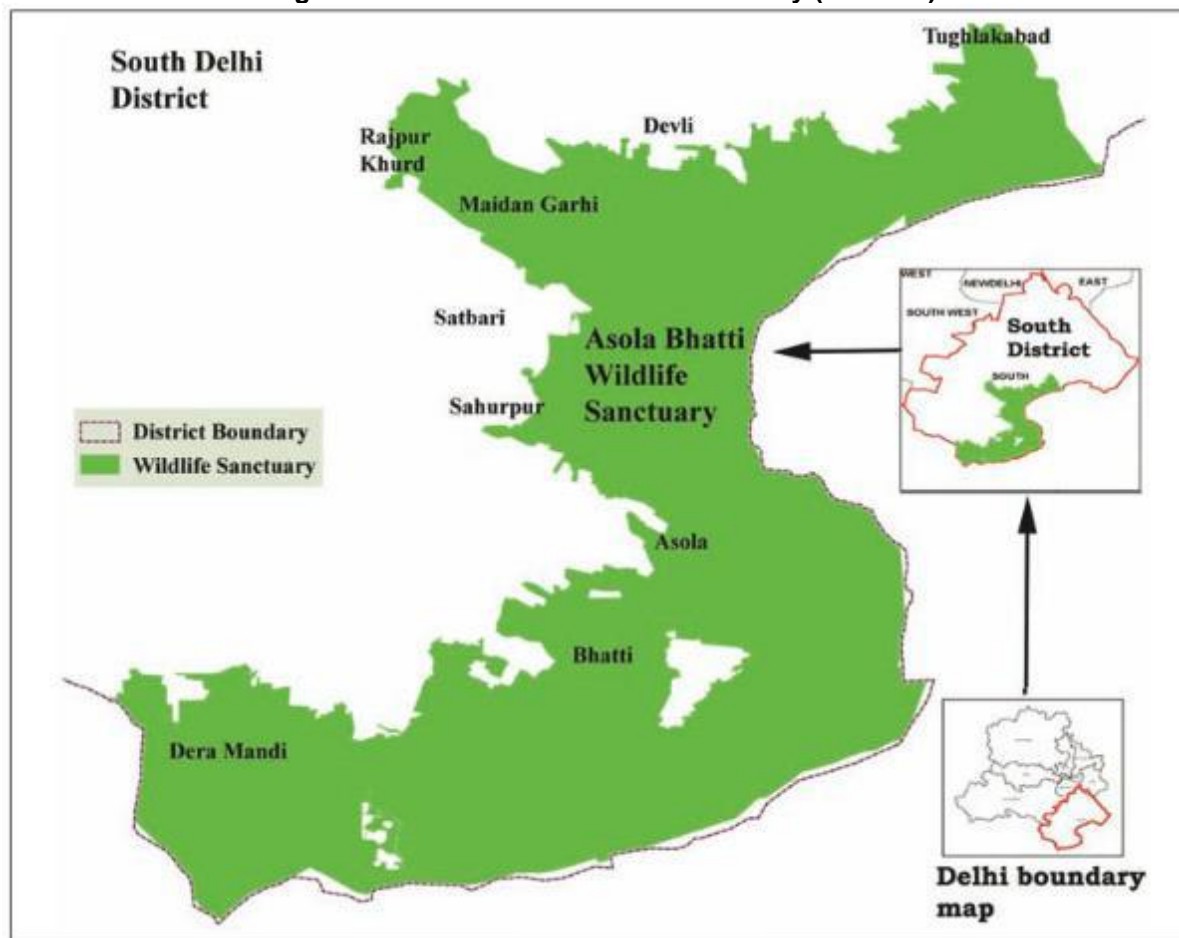 South Delhi
District
Tughlakabad
Rajpur
Khurd
Devli
Maidan Garhi
Satbari
Asola Bhatti
Wildlife
Sanctuary
Sahurpur
District Boundary
Wildlife Sanctuary
Asola
Bhatti
Dera Mandi
WEST
NEWDELHI
EAST
SOUTH WEST
South
District
SOUTH
Delhi boundary
map